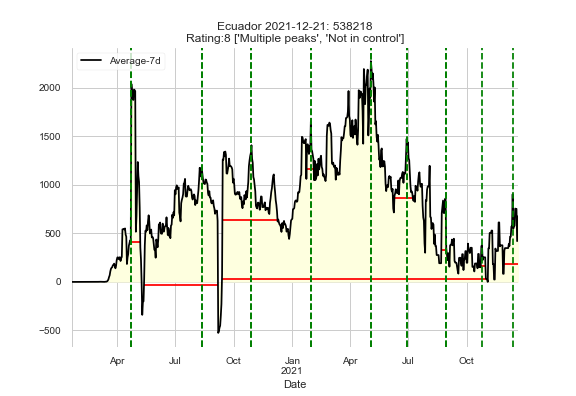 Ecuador 2021-12-21: 538218
Rating:8 ['Multiple peaks', 'Not in control']
Average-7d
2000
1500
1000
500
0
−500
Apr
Jul
Oct
Jan
2021
Apr
Jul
Oct
Date